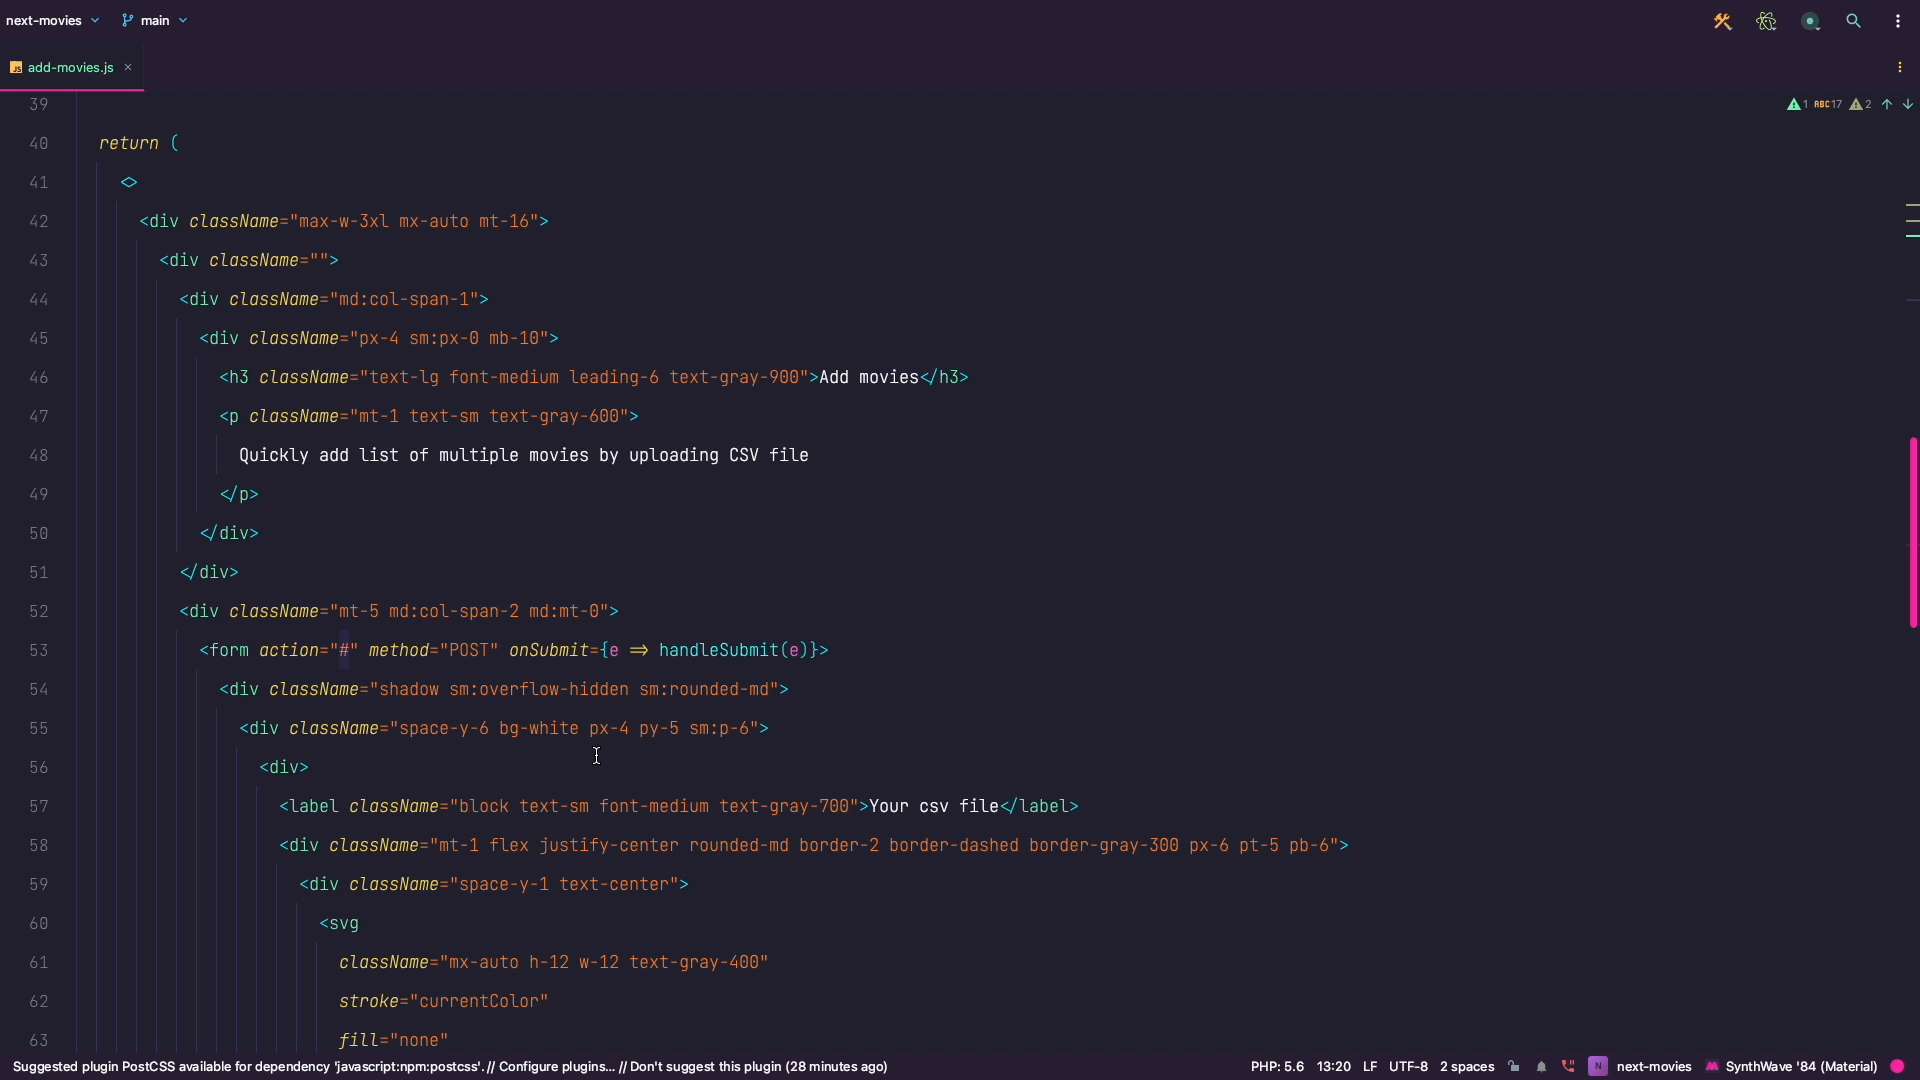 next-movies main
JS add-movies.js ×
1 ABC 17 2
39
40 return (
41 <>
42 <div className="max-w-3xl mx-auto mt-16">
43 <div className="">
44 <div className="md:col-span-1">
45 <div className="px-4 sm:px-0 mb-10">
46 <h3 className="text-lg font-medium leading-6 text-gray-900">Add movies</h3>
47 <p className="mt-1 text-sm text-gray-600">
48 Quickly add list of multiple movies by uploading CSV file
49 </p>
50 </div>
51 </div>
52 <div className="mt-5 md:col-span-2 md:mt-0">
53 <form action="#" method="POST" onSubmit={e => handleSubmit(e)}>
54 <div className="shadow sm:overflow-hidden sm:rounded-md">
55 <div className="space-y-6 bg-white px-4 py-5 sm:p-6">
56 <div>
57 <label className="block text-sm font-medium text-gray-700">Your csv file</label>
58 <div className="mt-1 flex justify-center rounded-md border-2 border-dashed border-gray-300 px-6 pt-5 pb-6">
59 <div className="space-y-1 text-center">
60 <svg
61 className="mx-auto h-12 w-12 text-gray-400"
62 stroke="currentColor"
63 fill="none"
Suggested plugin PostCSS available for dependency 'javascript:npm:postcss'. // Configure plugins... // Don't suggest this plugin (28 minutes ago) PHP: 5.6 13:20 LF UTF-8 2 spaces N next-movies SynthWave '84 (Material)